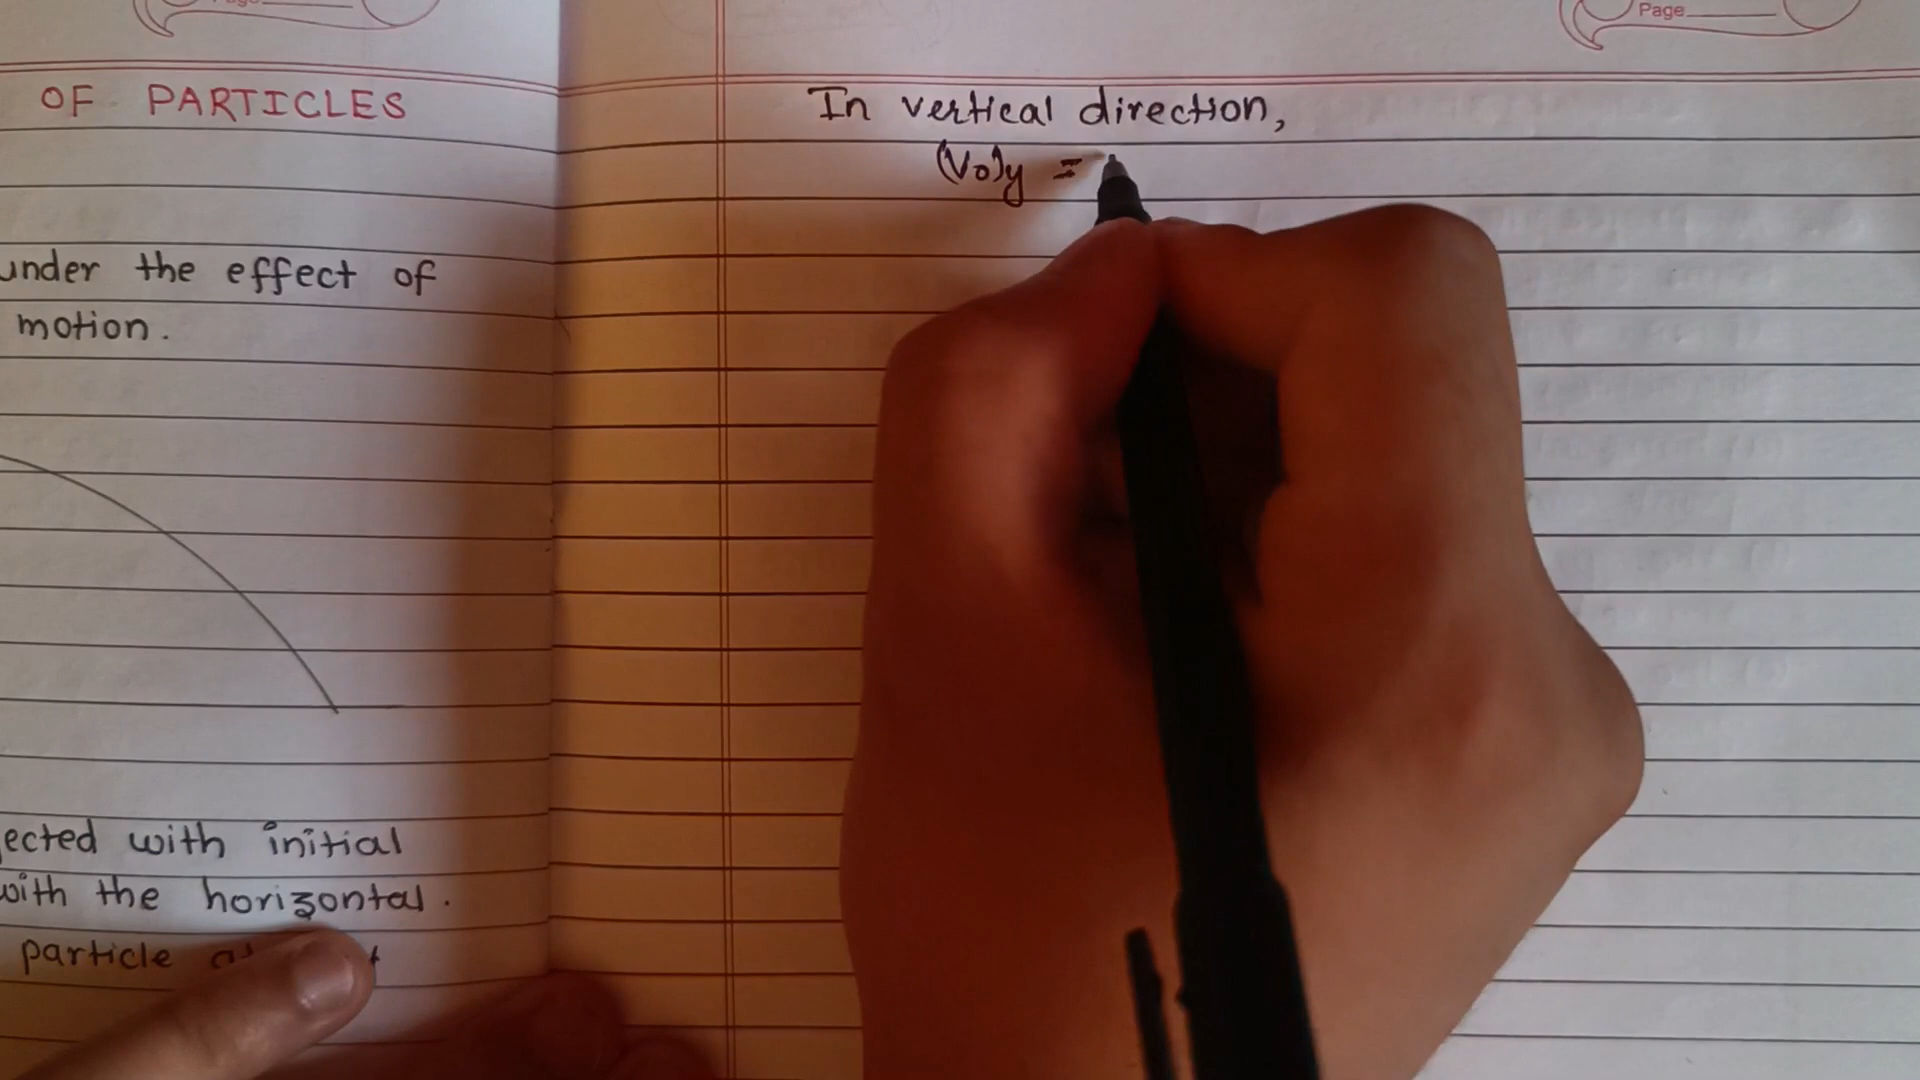 Page
OF PARTICLES
under the effect of
motion.
with initial
with the horizontal.
particle
Page
In vertical direction,
(Vo)y =